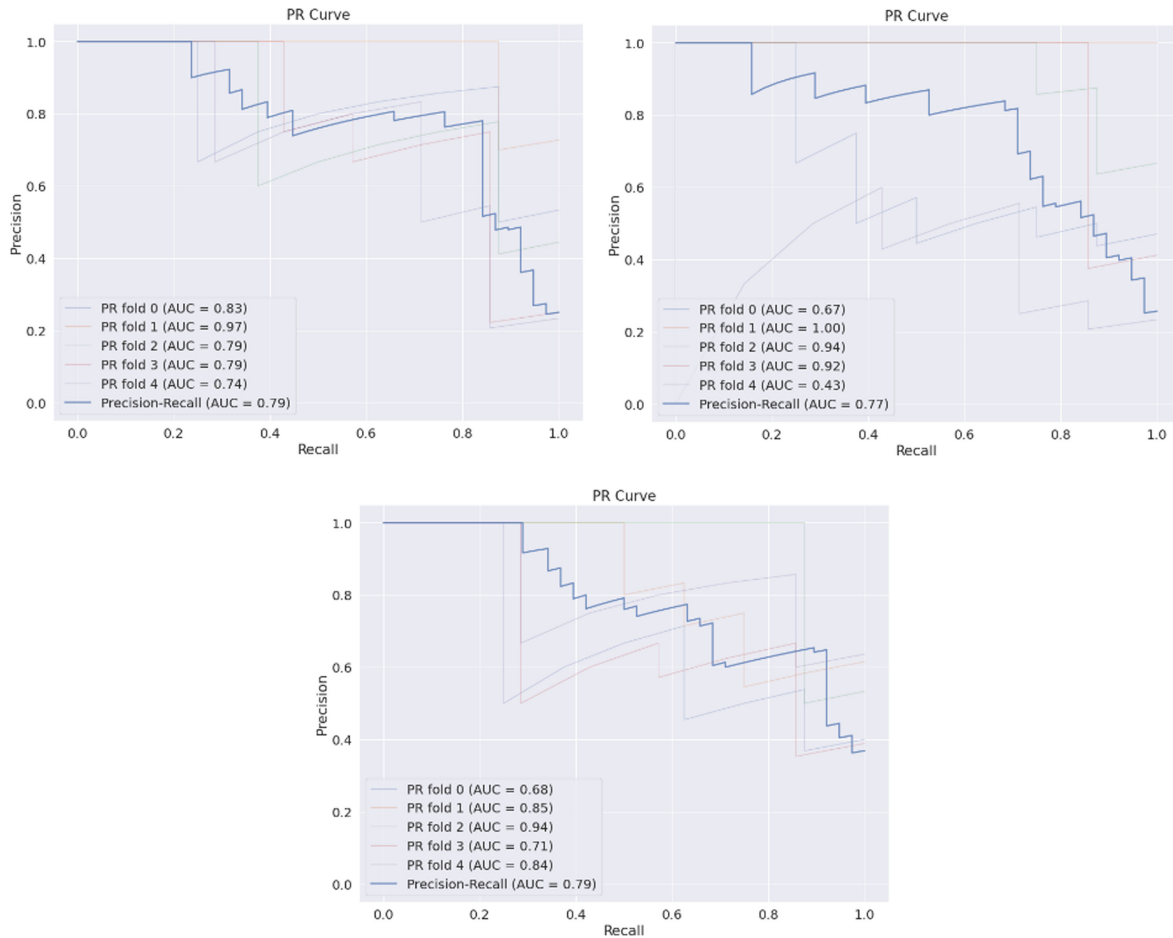 PR Curve
1.0
0.8
0.6
0.4
0.2
0.0
Precision
PR fold 0 (AUC = 0.83)
PR fold 1 (AUC = 0.97)
PR fold 2 (AUC = 0.79)
PR fold 3 (AUC = 0.79)
PR fold 4 (AUC = 0.74)
Precision-Recall (AUC = 0.79)
0.0 0.2 0.4 0.6 0.8 1.0
Recall
PR Curve
1.0
0.8
0.6
0.4
0.2
0.0
Precision
PR fold 0 (AUC = 0.67)
PR fold 1 (AUC = 1.00)
PR fold 2 (AUC = 0.94)
PR fold 3 (AUC = 0.92)
PR fold 4 (AUC = 0.43)
Precision-Recall (AUC = 0.77)
0.0 0.2 0.4 0.6 0.8 1.0
Recall
PR Curve
1.0
0.8
0.6
0.4
0.2
0.0
Precision
PR fold 0 (AUC = 0.68)
PR fold 1 (AUC = 0.85)
PR fold 2 (AUC = 0.94)
PR fold 3 (AUC = 0.71)
PR fold 4 (AUC = 0.84)
Precision-Recall (AUC = 0.79)
0.0 0.2 0.4 0.6 0.8 1.0
Recall